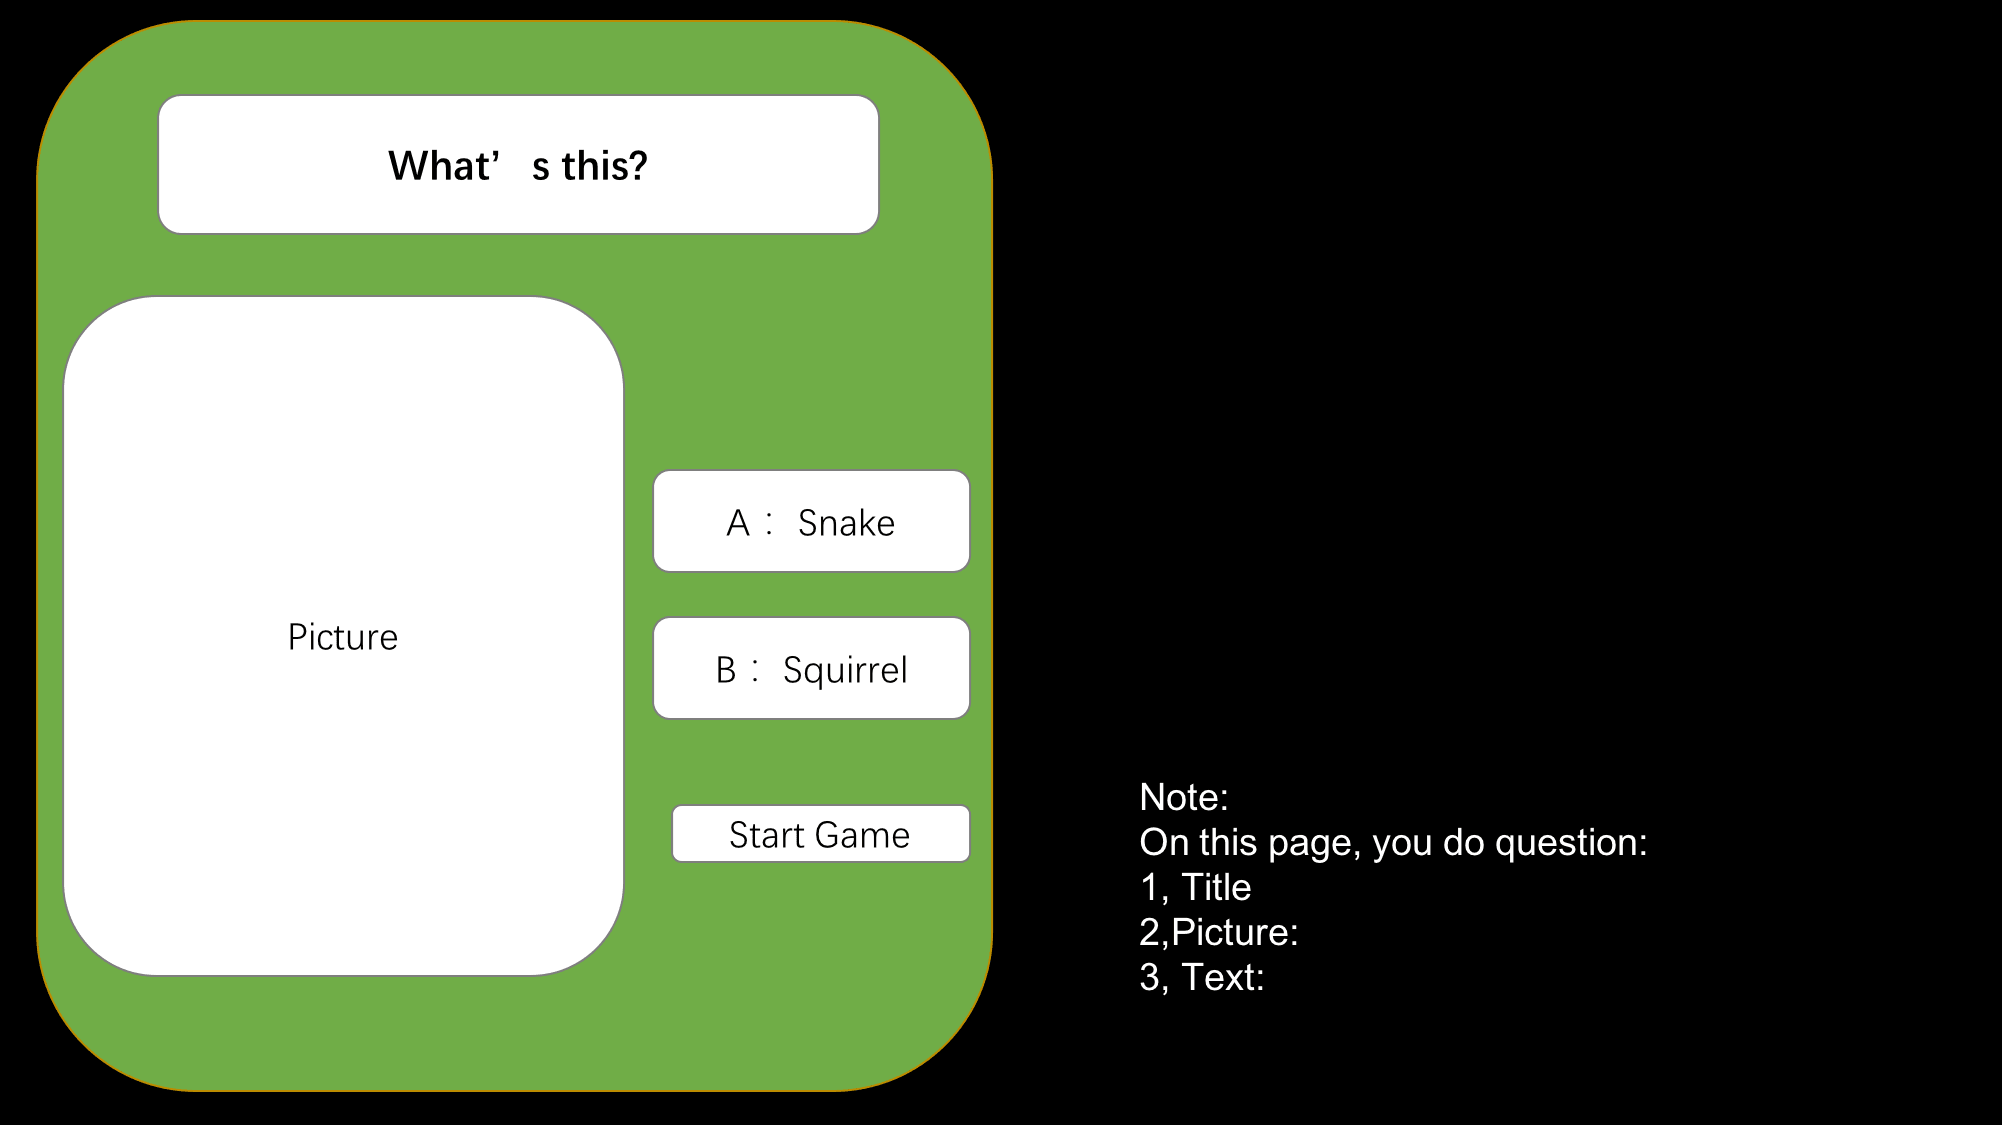 What’s this?
Picture
A： Snake
B： Squirrel
Start Game
Note:
On this page, you do question:
1, Title
2,Picture:
3, Text: